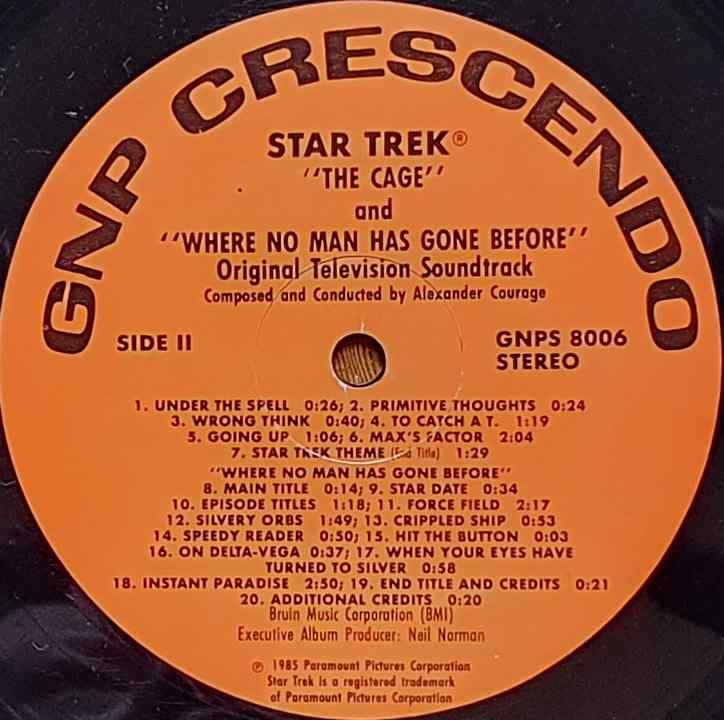 GNP CRESCENDO
STAR TREK®
"THE CAGE"
and
"WHERE NO MAN HAS GONE BEFORE"
Original Television Soundtrack
Composed and Conducted by Alexander Courage
SIDE II
GNPS 8006
STEREO
1. UNDER THE SPELL 0:26; 2. PRIMITIVE THOUGHTS 0:24
3. WRONG THINK 0:40; 4. TO CATCH A T. 1:19
5. GOING UP 1:06; 6. MAX'S FACTOR 2:04
7. STAR TREK THEME (End Title) 1:29
"WHERE NO MAN HAS GONE BEFORE"
8. MAIN TITLE 0:14; 9. STAR DATE 0:34
10. EPISODE TITLES 1:18; 11. FORCE FIELD 2:17
12. SILVERY ORBS 1:49; 13. CRIPPLED SHIP 0:53
14. SPEEDY READER 0:50; 15. HIT THE BUTTON 0:03
16. ON DELTA-VEGA 0:37; 17. WHEN YOUR EYES HAVE
TURNED TO SILVER 0:58
18. INSTANT PARADISE 2:50; 19. END TITLE AND CREDITS 0:21
20. ADDITIONAL CREDITS 0:20
Bruin Music Corporation (BMI)
Executive Album Producer: Neil Norman
℗ 1985 Paramount Pictures Corporation
Star Trek is a registered trademark
of Paramount Pictures Corporation